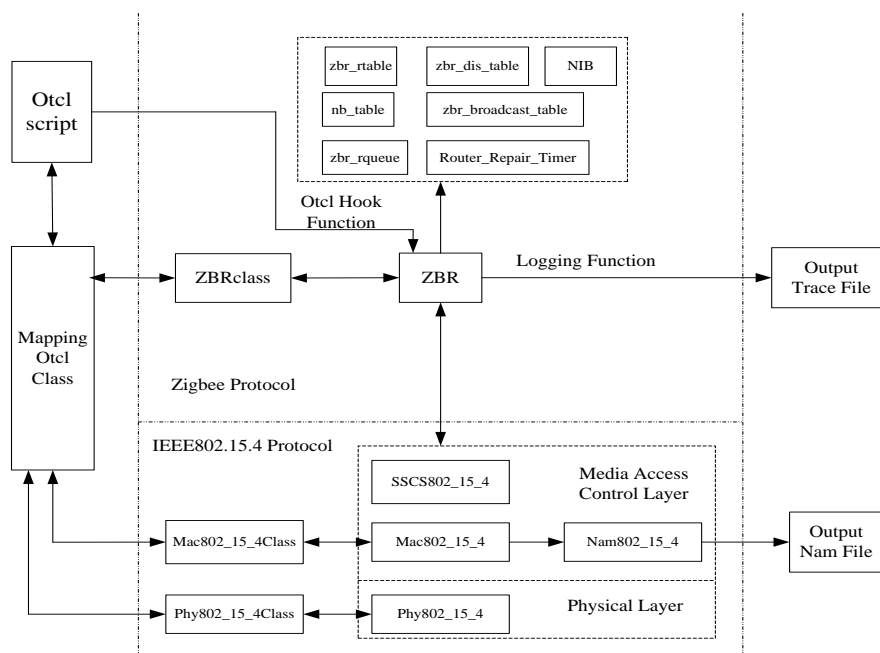 zbr_rtable
zbr_dis_table
NIB
nb_table
zbr_broadcast_table
zbr_rqueue
Router_Repair_Timer
Otcl
script
Otcl Hook
Function
Mapping
Otcl
Class
ZBRclass
ZBR
Logging Function
Output
Trace File
Zigbee Protocol
IEEE802.15.4 Protocol
SSCS802_15_4
Media Access
Control Layer
Mac802_15_4Class
Mac802_15_4
Nam802_15_4
Output
Nam File
Phy802_15_4Class
Phy802_15_4
Physical Layer